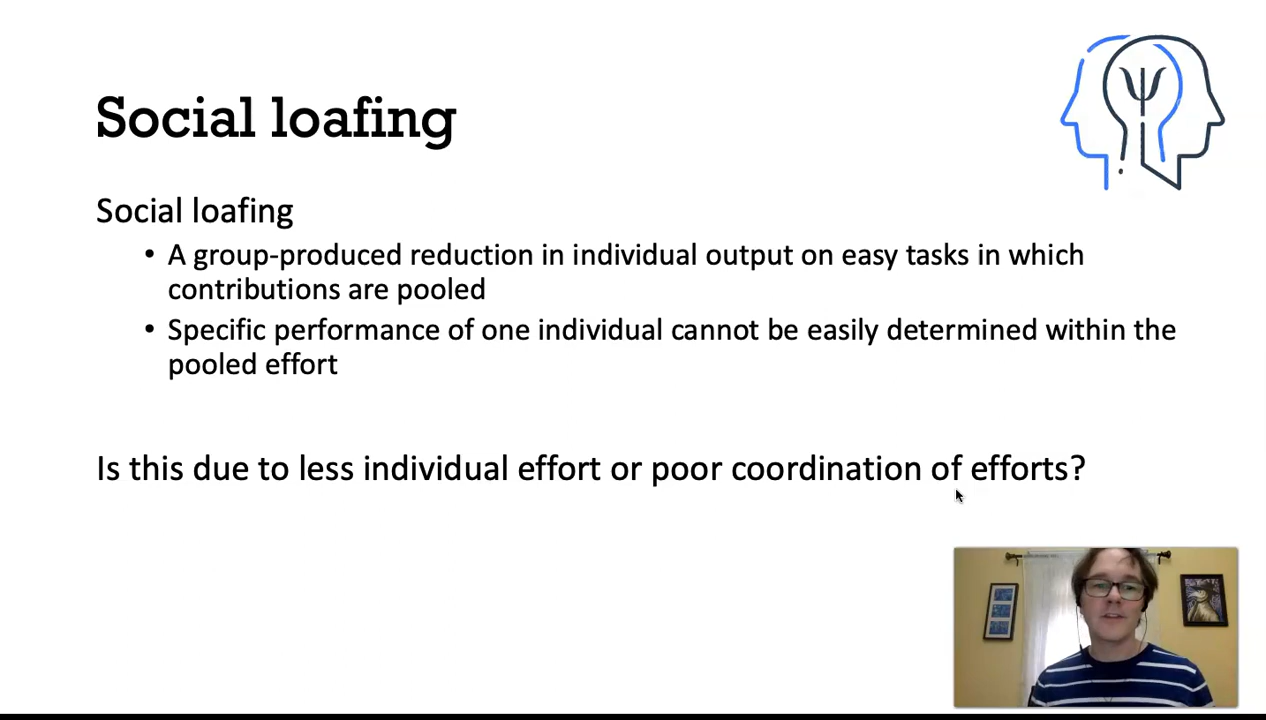 Social loafing
Social loafing
• A group-produced reduction in individual output on easy tasks in which
contributions are pooled
• Specific performance of one individual cannot be easily determined within the
pooled effort
Is this due to less individual effort or poor coordination of efforts?